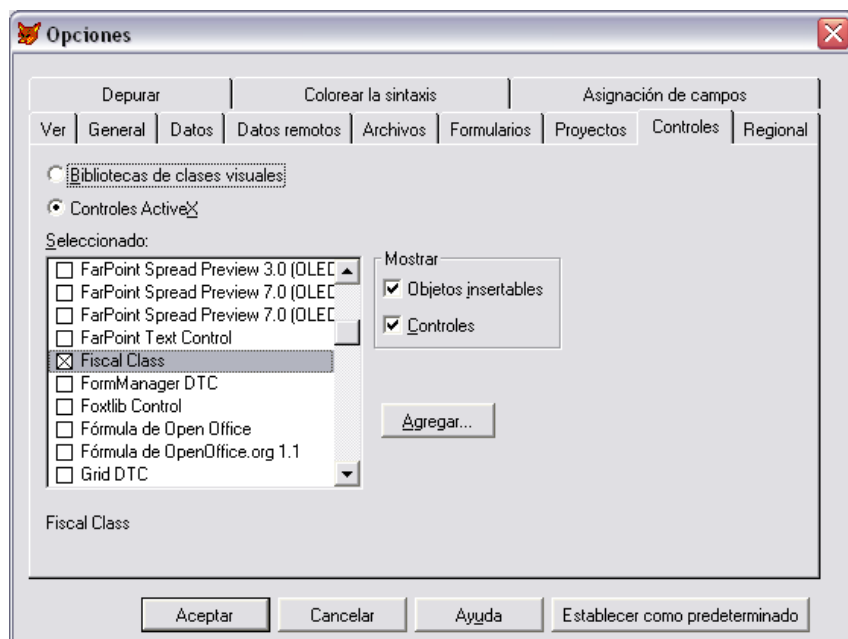 Opciones
Depurar Colorear la sintaxis Asignación de campos
Ver General Datos Datos remotos Archivos Formularios Proyectos Controles Regional
Bibliotecas de clases visuales
Controles ActiveX
Seleccionado:
Mostrar
FarPoint Spread Preview 3.0 (OLED
FarPoint Spread Preview 7.0 (OLED
Objetos insertables
FarPoint Spread Preview 7.0 (OLED
FarPoint Text Control
Controles
Fiscal Class
FormManager DTC
Foxtlib Control
Fórmula de Open Office
Agregar...
Fórmula de OpenOffice.org 1.1
Grid DTC
Fiscal Class
Aceptar Cancelar Ayuda Establecer como predeterminado